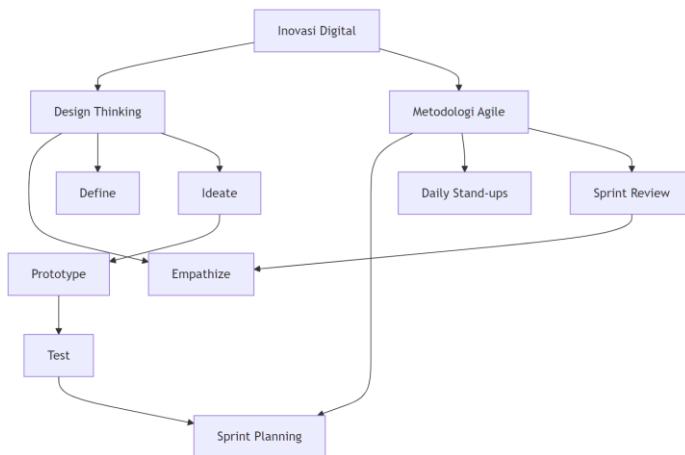 Inovasi Digital
Design Thinking
Metodologi Agile
Define
Ideate
Daily Stand-ups
Sprint Review
Prototype
Empathize
Test
Sprint Planning